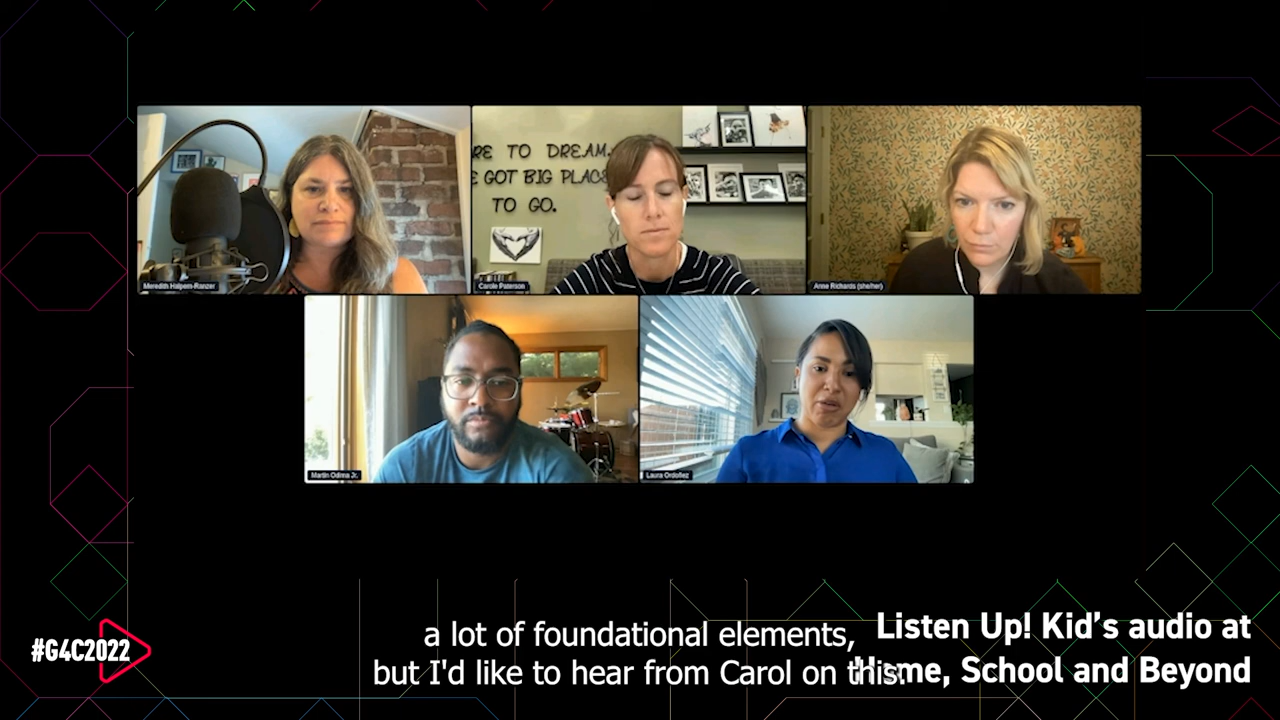 RE TO DREAM.
E GOT BIG PLACE
TO GO.
Meredith Halpern-Ranzer
Carole Paterson
Anne Richards (she/her)
Martin Odima Jr.
Laura Ordoñez
#G4C2022
a lot of foundational elements,
but I'd like to hear from Carol on this.
Listen Up! Kid's audio at
Home, School and Beyond